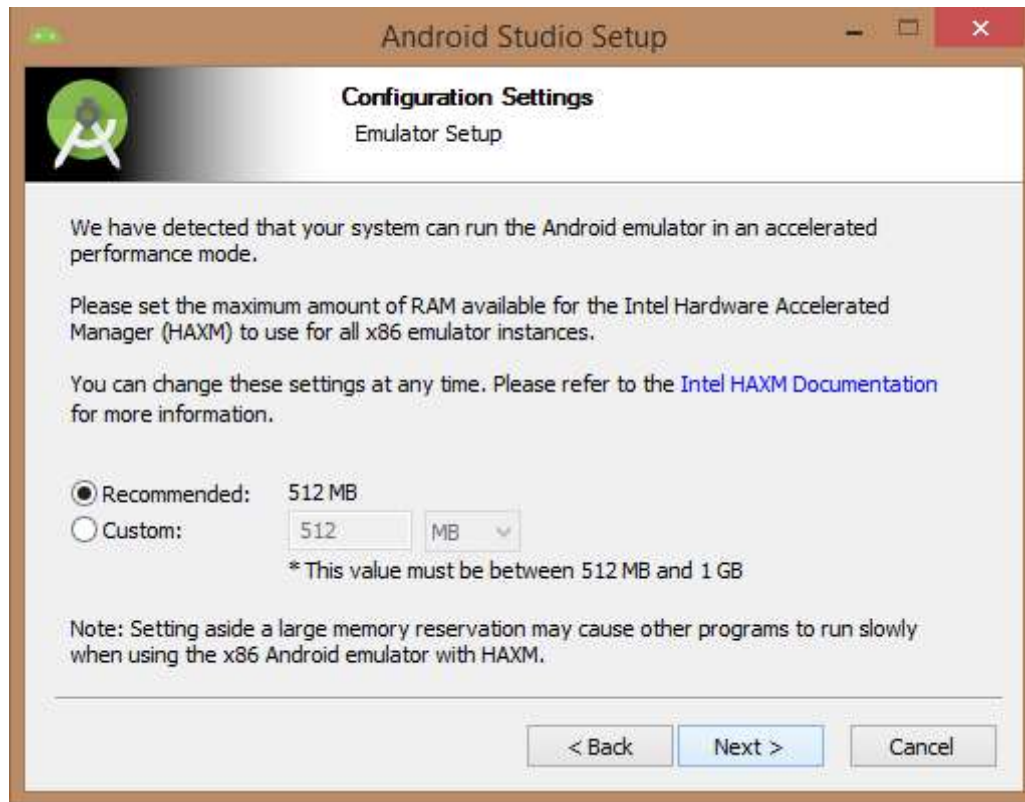 Android Studio Setup
Configuration Settings
Emulator Setup
We have detected that your system can run the Android emulator in an accelerated
performance mode.
Please set the maximum amount of RAM available for the Intel Hardware Accelerated
Manager (HAXM) to use for all x86 emulator instances.
You can change these settings at any time. Please refer to the Intel HAXM Documentation
for more information.
Recommended: 512 MB
Custom: 512 MB
* This value must be between 512 MB and 1 GB
Note: Setting aside a large memory reservation may cause other programs to run slowly
when using the x86 Android emulator with HAXM.
< Back Next > Cancel